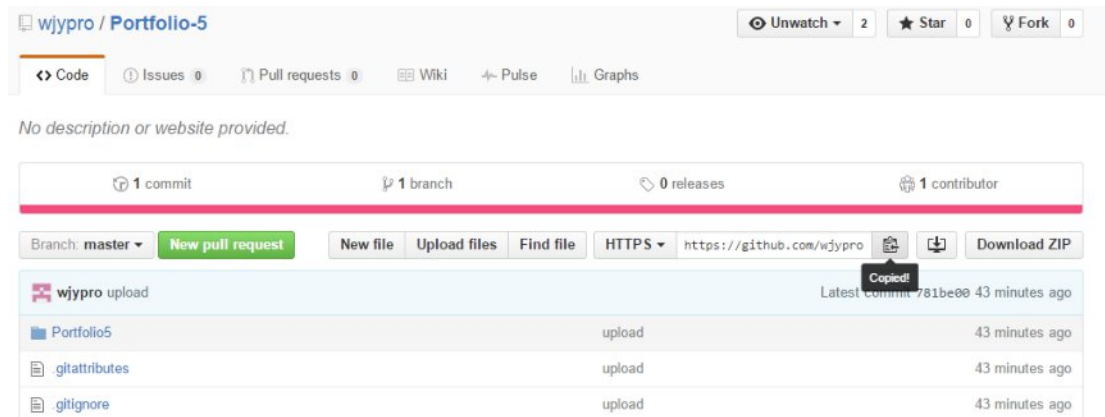 wjypro / Portfolio-5 Unwatch 2 Star 0 Fork 0
Code Issues 0 Pull requests 0 Wiki Pulse Graphs
No description or website provided.
1 commit 1 branch 0 releases 1 contributor
Branch: master New pull request New file Upload files Find file HTTPS https://github.com/wjypro Download ZIP
Copied!
wjypro upload Latest commit 781be00 43 minutes ago
Portfolio5 upload 43 minutes ago
.gitattributes upload 43 minutes ago
.gitignore upload 43 minutes ago